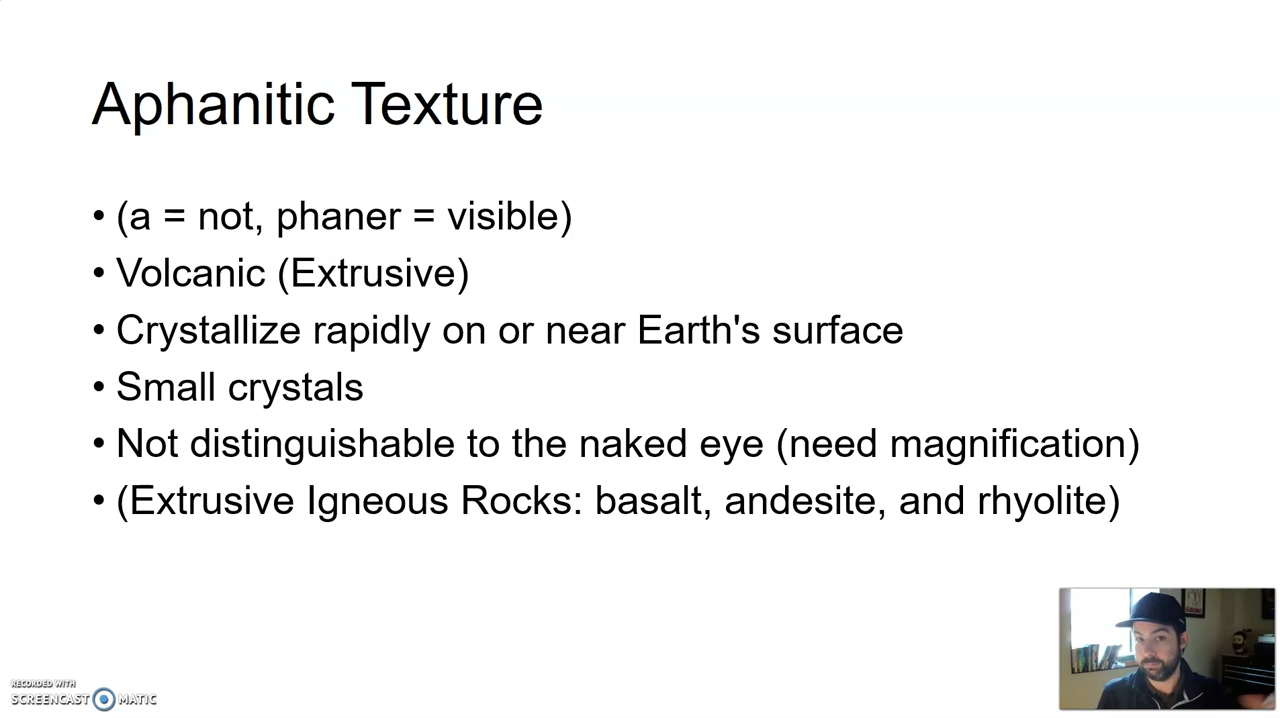 Aphanitic Texture
• (a = not, phaner = visible)
• Volcanic (Extrusive)
• Crystallize rapidly on or near Earth's surface
• Small crystals
• Not distinguishable to the naked eye (need magnification)
• (Extrusive Igneous Rocks: basalt, andesite, and rhyolite)
RECORDED WITH
SCREENCAST MATIC